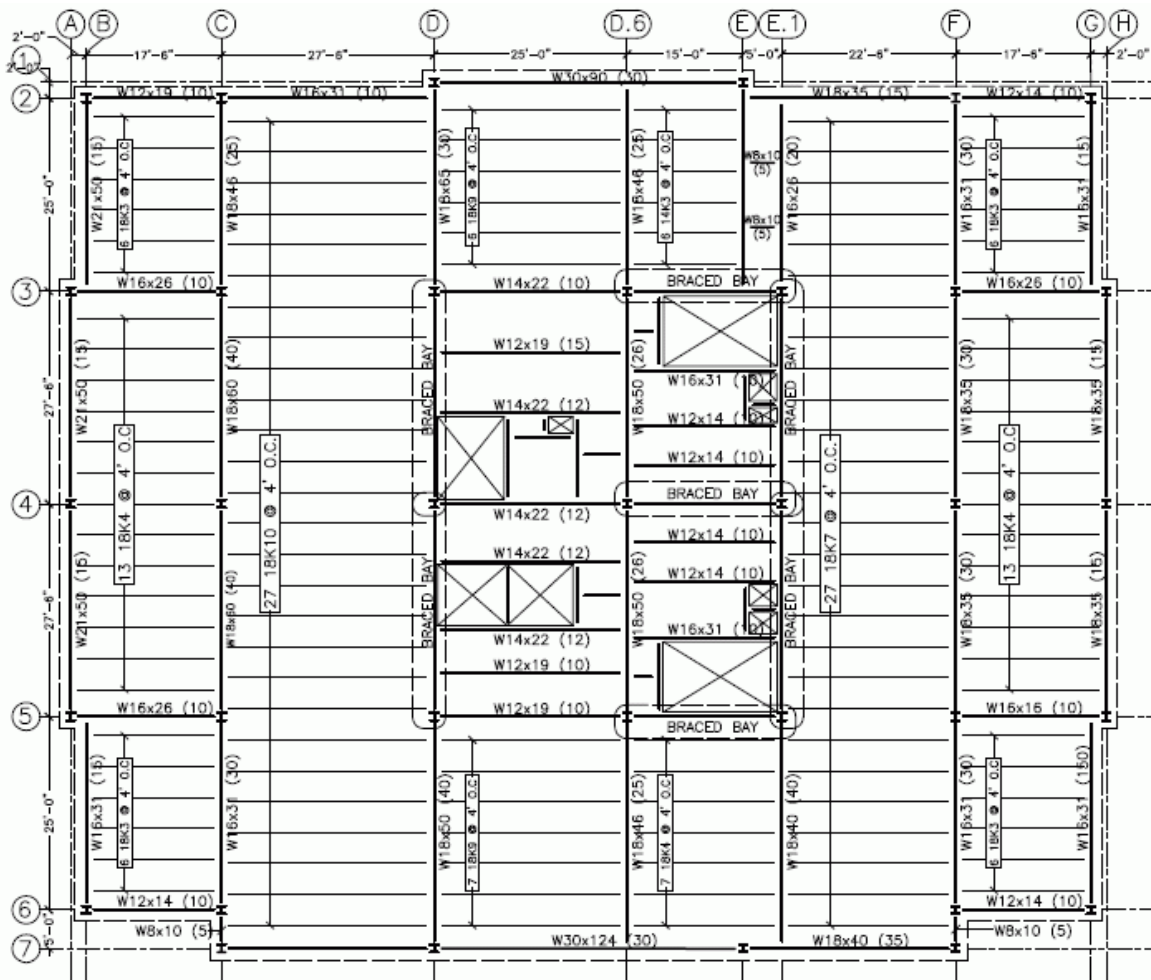 A B C D D.6 E E.1 F G H
2'-0" 17'-6" 27'-6" 25'-0" 15'-0" 5'-0" 22'-6" 17'-6" 2'-0"
1
2'-0"
W30x90 (30)
2
W12x19 (10) W16x31 (10) W18x35 (15) W12x14 (10)
25'-0"
W21x50 (15)
6 18K3 @ 4' O.C
W18x46 (25)
W16x65 (30)
6 18K9 @ 4' O.C
W16x46 (25)
6 14K3 @ 4' O.C
W8x10 (5)
W8x10 (5)
W16x26 (20)
W16x31 (30)
6 18K3 @ 4' O.C
W16x31 (15)
3
W16x26 (10) W14x22 (10) BRACED BAY W16x26 (10)
27'-6"
W21x50 (15)
13 18K4 @ 4' O.C
W18x60 (40)
27 18K10 @ 4' O.C.
BRACED BAY
W12x19 (15)
W14x22 (12)
W18x50 (26)
W16x31 (10)
W12x14 (10)
W12x14 (10)
BRACED BAY
27 18K7 @ 4' O.C.
W18x35 (30)
13 18K4 @ 4' O.C
W18x35 (15)
4
BRACED BAY
W14x22 (12)
27'-6"
W21x50 (15)
W18x60 (40)
BRACED BAY
W14x22 (12)
W14x22 (12)
W12x19 (10)
W18x50 (26)
W12x14 (10)
W12x14 (10)
W16x31 (10)
BRACED BAY
W18x35 (30)
W18x35 (15)
5
W16x26 (10) W12x19 (10) BRACED BAY W16x16 (10)
25'-0"
W16x31 (15)
6 18K3 @ 4' O.C
W16x31 (30)
W18x50 (40)
7 18K9 @ 4' O.C
W18x46 (25)
7 18K4 @ 4' O.C
W18x40 (40)
W16x31 (30)
6 18K3 @ 4' O.C
W16x31 (150)
6
W12x14 (10) W12x14 (10)
5'-0"
W8x10 (5) W8x10 (5)
7
W30x124 (30) W18x40 (35)